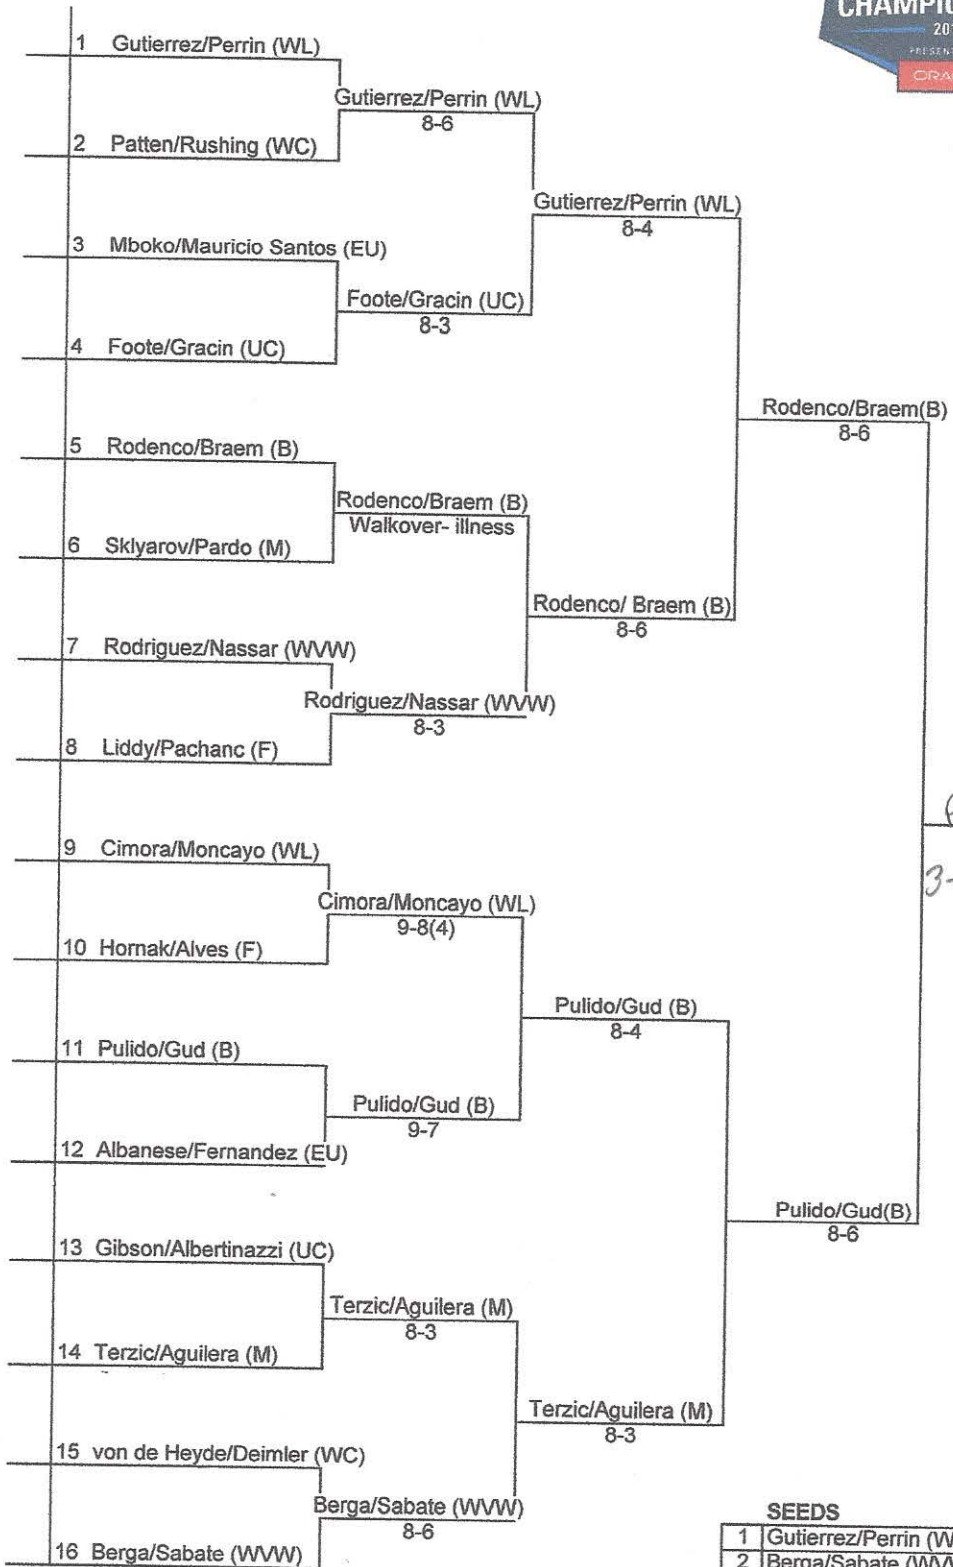 CHAMPIO
20
PRESENT
ORA
1 Gutierrez/Perrin (WL)
Gutierrez/Perrin (WL)
8-6
2 Patten/Rushing (WC)
Gutierrez/Perrin (WL)
8-4
3 Mboko/Mauricio Santos (EU)
Foote/Gracin (UC)
8-3
4 Foote/Gracin (UC)
Rodenco/Braem(B)
8-6
5 Rodenco/Braem (B)
Rodenco/Braem (B)
Walkover- illness
6 Sklyarov/Pardo (M)
Rodenco/ Braem (B)
8-6
7 Rodriguez/Nassar (WVW)
Rodriguez/Nassar (WVW)
8-3
8 Liddy/Pachanc (F)
9 Cimora/Moncayo (WL)
3-
Cimora/Moncayo (WL)
9-8(4)
10 Hornak/Alves (F)
Pulido/Gud (B)
8-4
11 Pulido/Gud (B)
Pulido/Gud (B)
9-7
12 Albanese/Fernandez (EU)
Pulido/Gud(B)
8-6
13 Gibson/Albertinazzi (UC)
Terzic/Aguilera (M)
8-3
14 Terzic/Aguilera (M)
Terzic/Aguilera (M)
8-3
15 von de Heyde/Deimler (WC)
Berga/Sabate (WVW)
8-6
16 Berga/Sabate (WVW)
SEEDS
1 Gutierrez/Perrin (W
2 Berga/Sabate (WVW